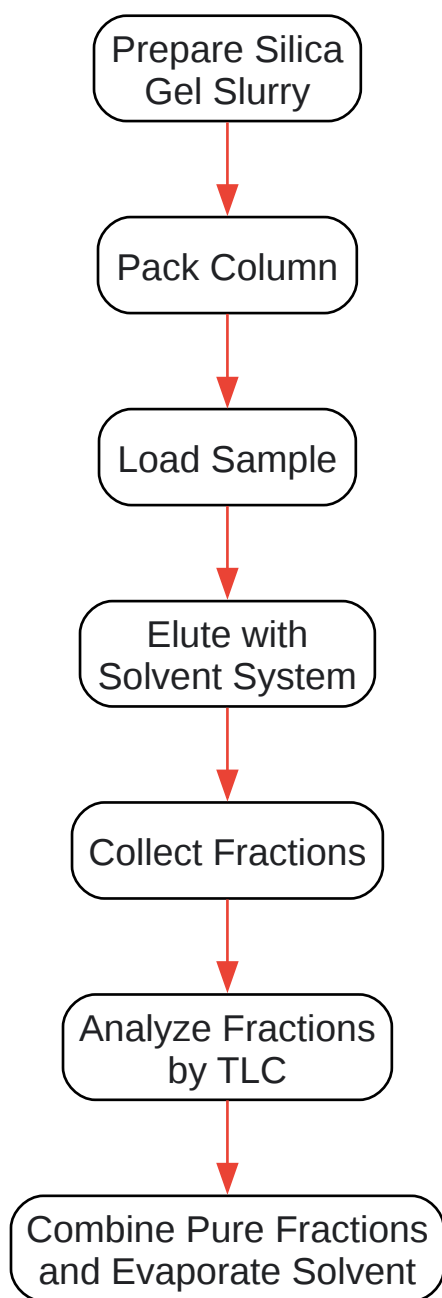 Prepare Silica
Gel Slurry
Pack Column
Load Sample
Elute with
Solvent System
Collect Fractions
Analyze Fractions
by TLC
Combine Pure Fractions
and Evaporate Solvent